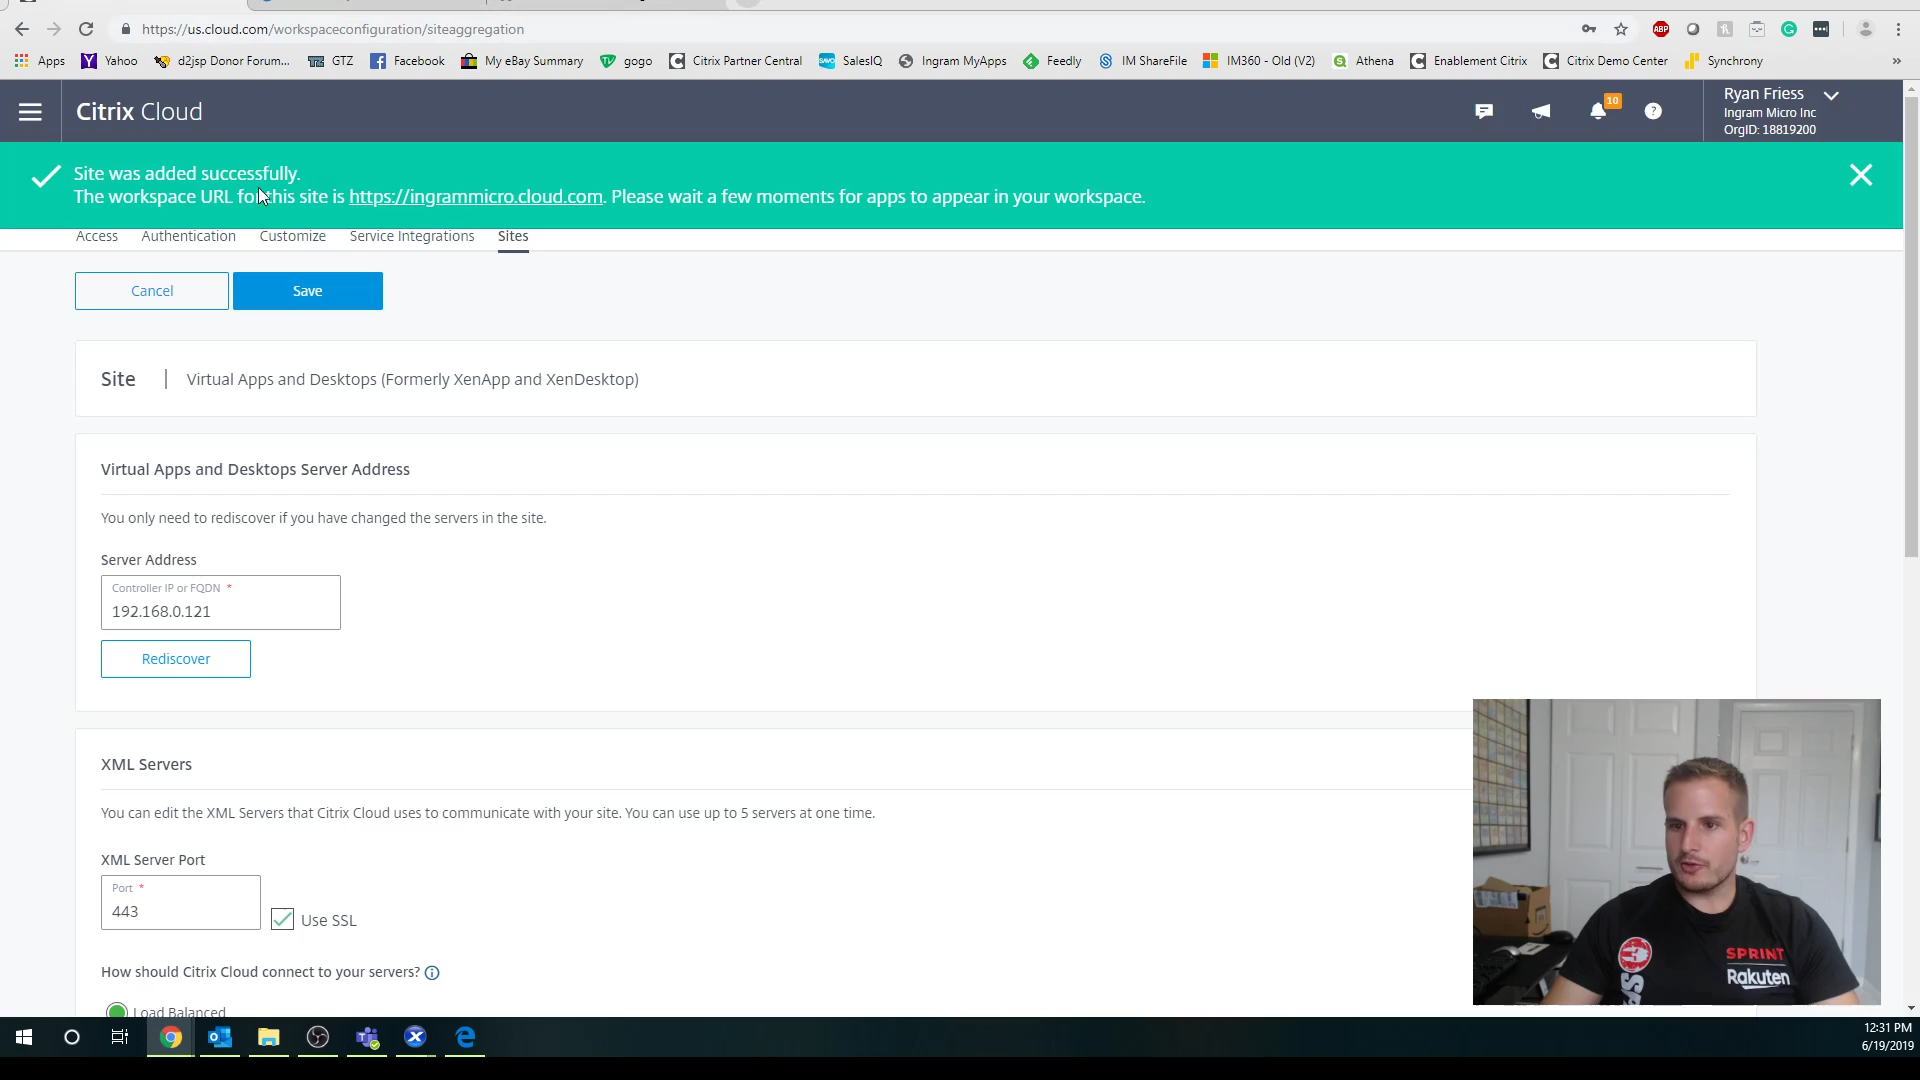 https://us.cloud.com/workspaceconfiguration/siteaggregation
ABP
Apps
Yahoo
d2jsp Donor Forum...
GTZ
Facebook
My eBay Summary
gogo
Citrix Partner Central
SalesIQ
Ingram MyApps
Feedly
IM ShareFile
IM360 - Old (V2)
Athena
Enablement Citrix
Citrix Demo Center
Synchrony
»
Citrix Cloud
10
Ryan Friess
Ingram Micro Inc
OrgID: 18819200
Site was added successfully.
The workspace URL for this site is https://ingrammicro.cloud.com. Please wait a few moments for apps to appear in your workspace.
Access
Authentication
Customize
Service Integrations
Sites
Cancel
Save
Site | Virtual Apps and Desktops (Formerly XenApp and XenDesktop)
Virtual Apps and Desktops Server Address
You only need to rediscover if you have changed the servers in the site.
Server Address
Controller IP or FQDN *
192.168.0.121
Rediscover
XML Servers
You can edit the XML Servers that Citrix Cloud uses to communicate with your site. You can use up to 5 servers at one time.
XML Server Port
Port *
443
Use SSL
How should Citrix Cloud connect to your servers?
Load Balanced
SPRINT
Rakuten
12:31 PM
6/19/2019